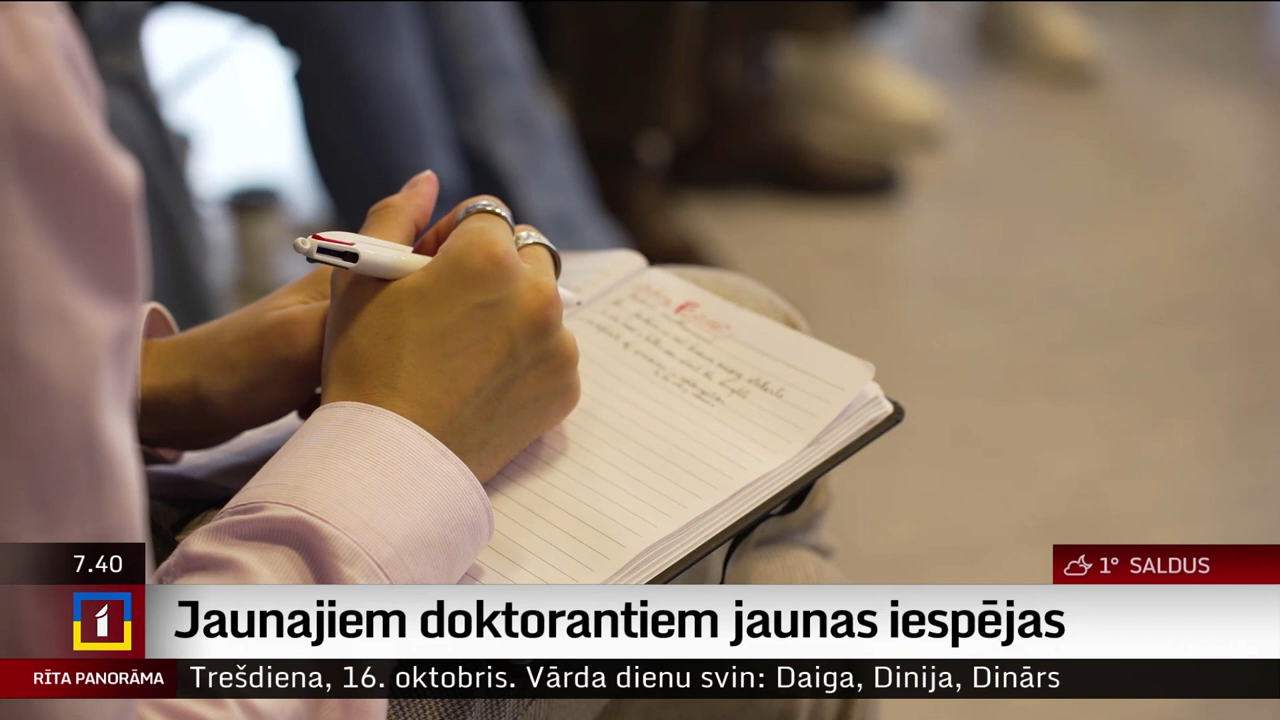 7.40
1° SALDUS
1
Jaunajiem doktorantiem jaunas iespējas
RĪTA PANORĀMA
Trešdiena, 16. oktobris. Vārda dienu svin: Daiga, Dinija, Dinārs